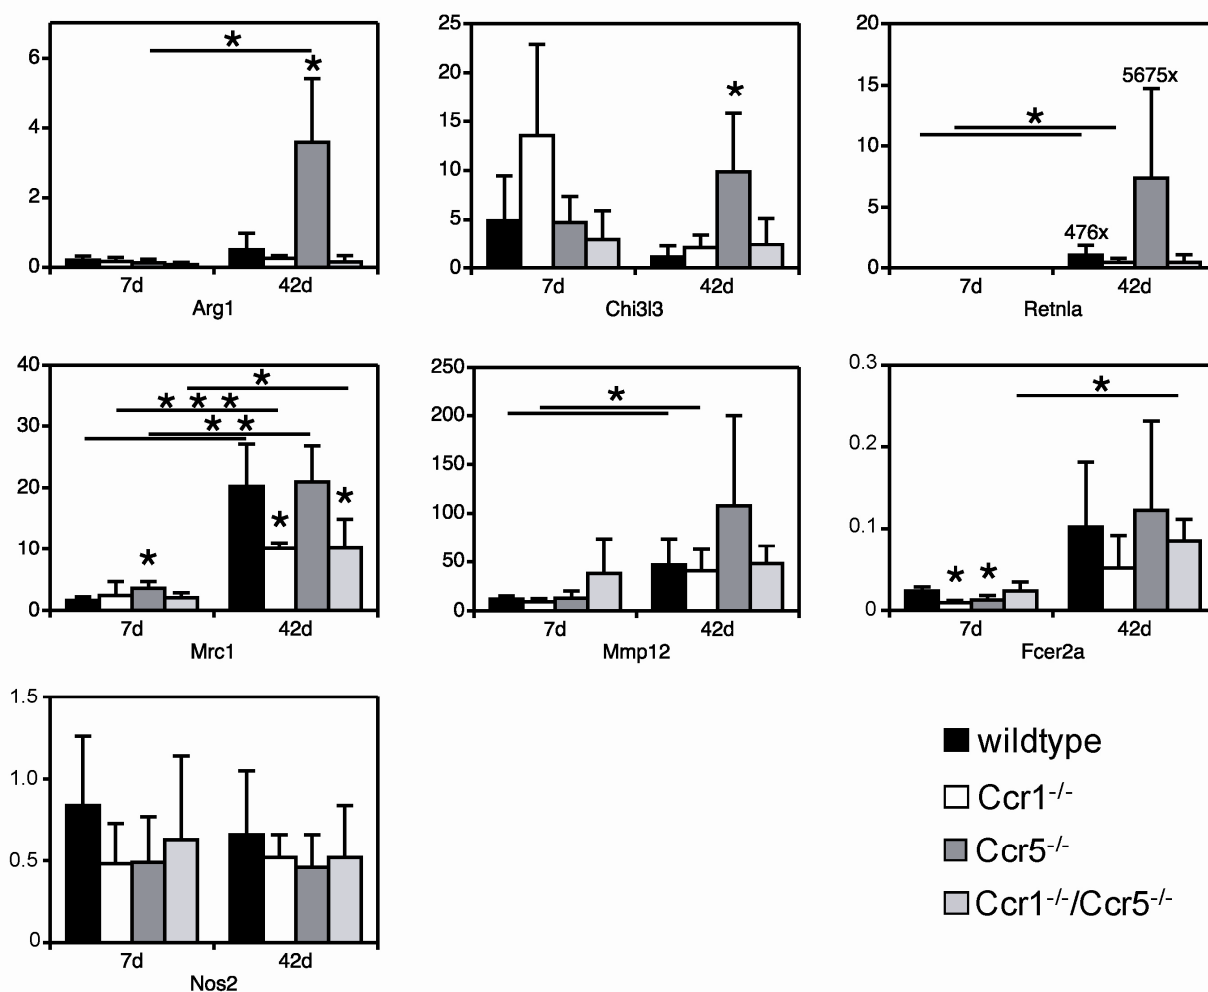 6
4
2
0
*
*
7d 42d
Arg1
25
20
15
10
5
0
*
7d 42d
Chi3l3
20
15
10
5
0
*
476x
5675x
7d 42d
Retnla
40
30
20
10
0
*
* * *
* *
*
*
*
7d 42d
Mrc1
250
200
150
100
50
0
*
7d 42d
Mmp12
0.3
0.2
0.1
0
*
* *
7d 42d
Fcer2a
1.5
1.0
0.5
0
7d 42d
Nos2
wildtype
Ccr1-/-
Ccr5-/-
Ccr1-/-/Ccr5-/-